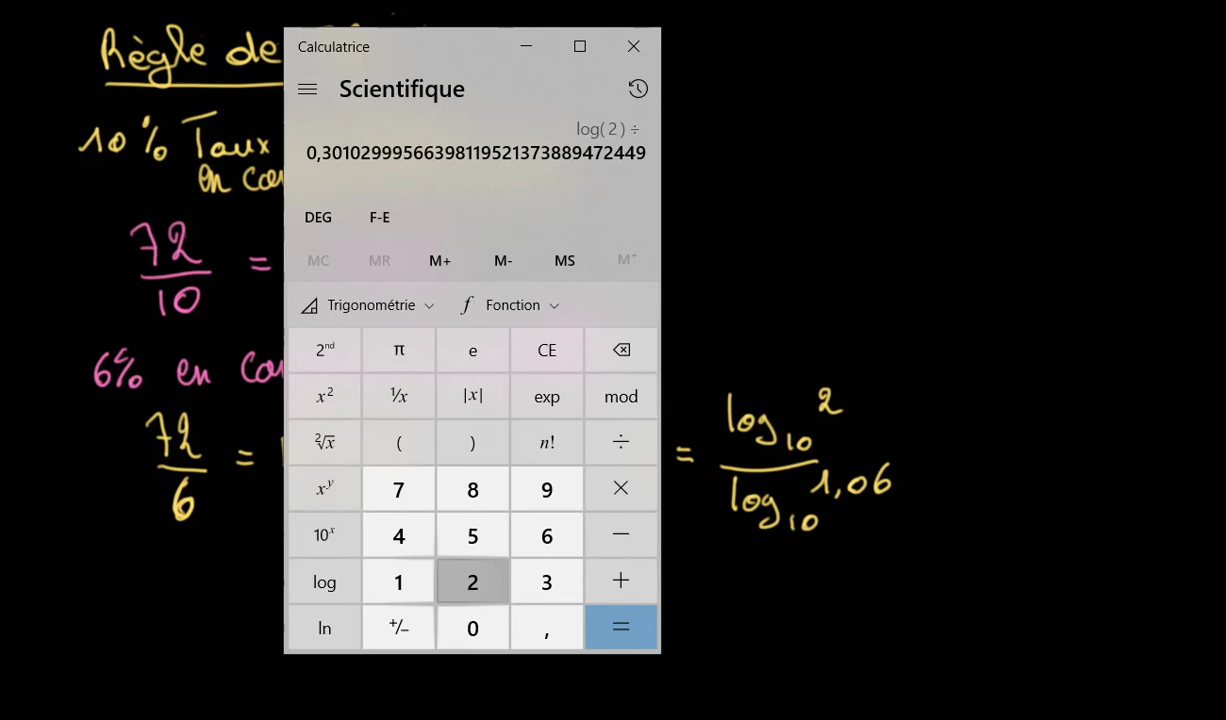 Règle de
10% Taux
en com
72
10
=
6% en Com
72
6
=
= log10 2
log10 1,06
Calculatrice
Scientifique
log(2) ÷
0,30102999566398119521373889472449
DEG F-E
MC MR M+ M- MS M˅
Trigonométrie f Fonction
2nd π e CE
x2 ¹/x |x| exp mod
2√x ( ) n! ÷
xy 7 8 9 ×
10x 4 5 6 −
log 1 2 3 +
ln +/− 0 , =